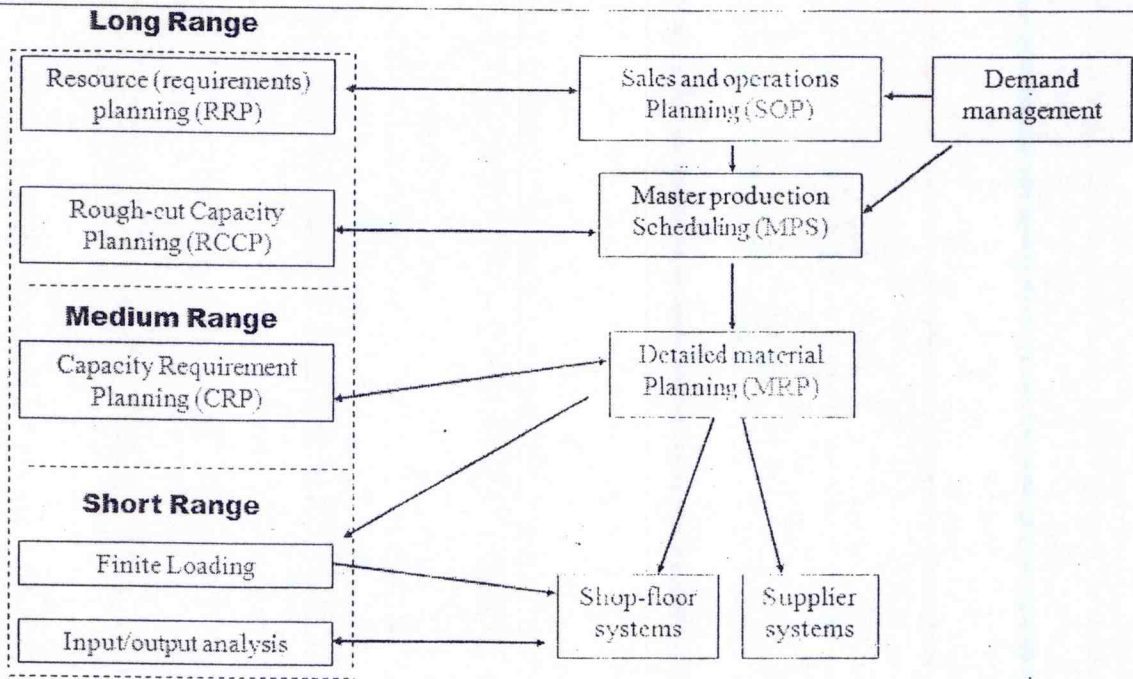 Long Range
Resource (requirements)
planning (RRP)
Sales and operations
Planning (SOP)
Demand
management
Rough-cut Capacity
Planning (RCCP)
Master production
Scheduling (MPS)
Medium Range
Capacity Requirement
Planning (CRP)
Detailed material
Planning (MRP)
Short Range
Finite Loading
Shop-floor
systems
Supplier
systems
Input/output analysis